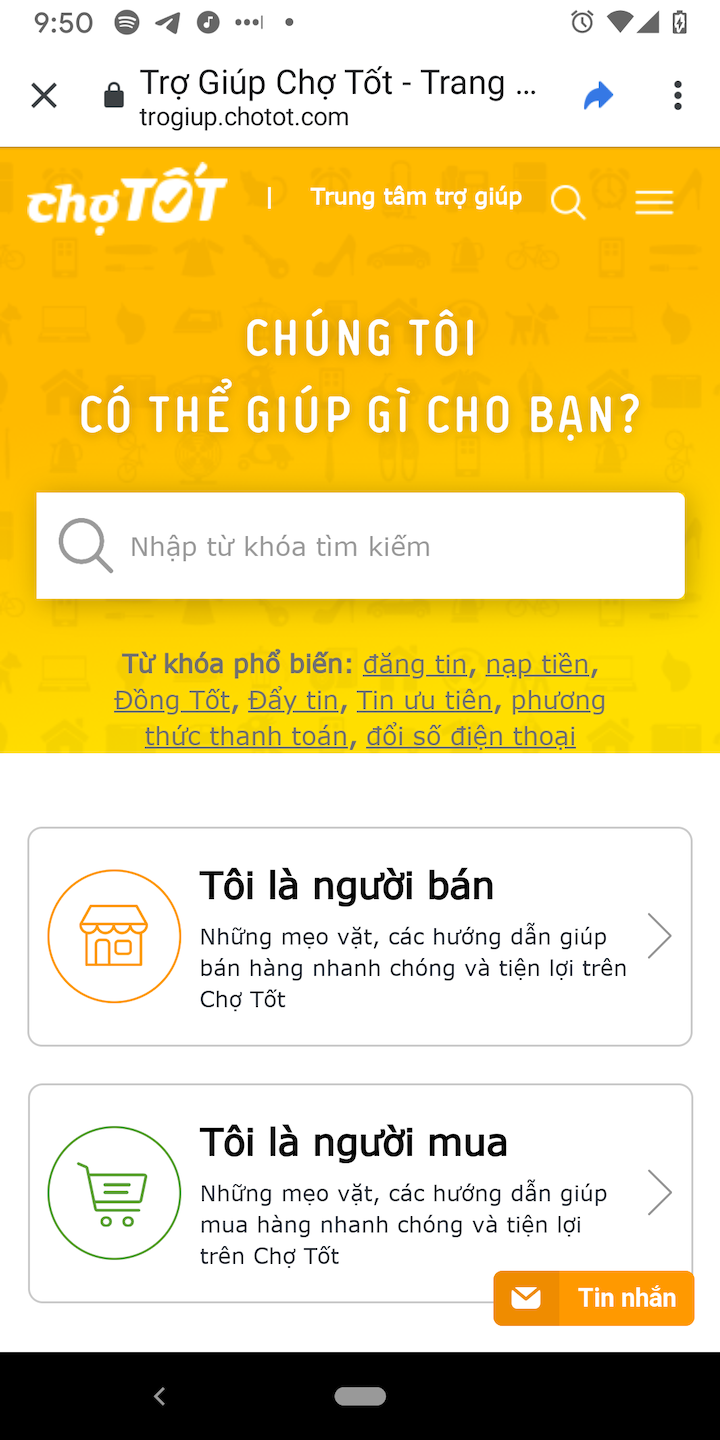 9:50
Trợ Giúp Chợ Tốt - Trang ...
trogiup.chotot.com
chợTỐT | Trung tâm trợ giúp
CHÚNG TÔI
CÓ THỂ GIÚP GÌ CHO BẠN?
Nhập từ khóa tìm kiếm
Từ khóa phổ biến: đăng tin, nạp tiền,
Đồng Tốt, Đẩy tin, Tin ưu tiên, phương
thức thanh toán, đổi số điện thoại
Tôi là người bán
Những mẹo vặt, các hướng dẫn giúp
bán hàng nhanh chóng và tiện lợi trên
Chợ Tốt
Tôi là người mua
Những mẹo vặt, các hướng dẫn giúp
mua hàng nhanh chóng và tiện lợi
trên Chợ Tốt
Tin nhắn